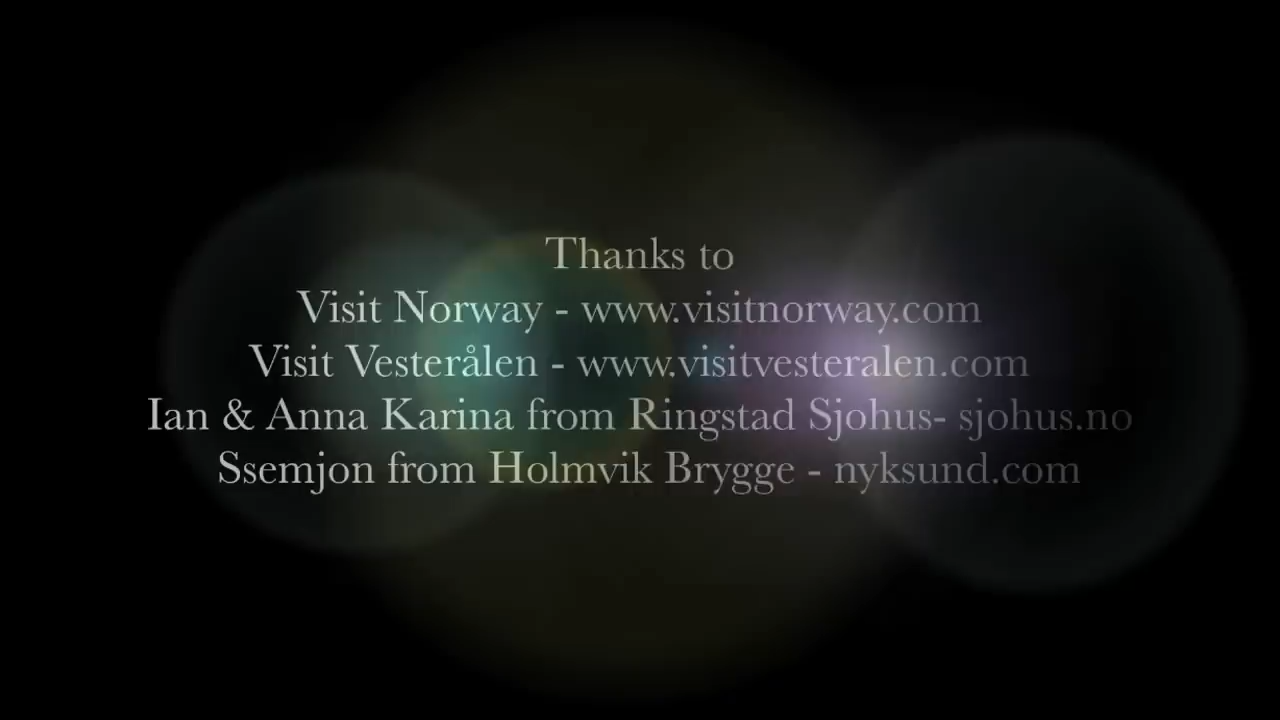 Thanks to
Visit Norway - www.visitnorway.com
Visit Vesterålen - www.visitvesteralen.com
Ian & Anna Karina from Ringstad Sjohus- sjohus.no
Ssemjon from Holmvik Brygge - nyksund.com